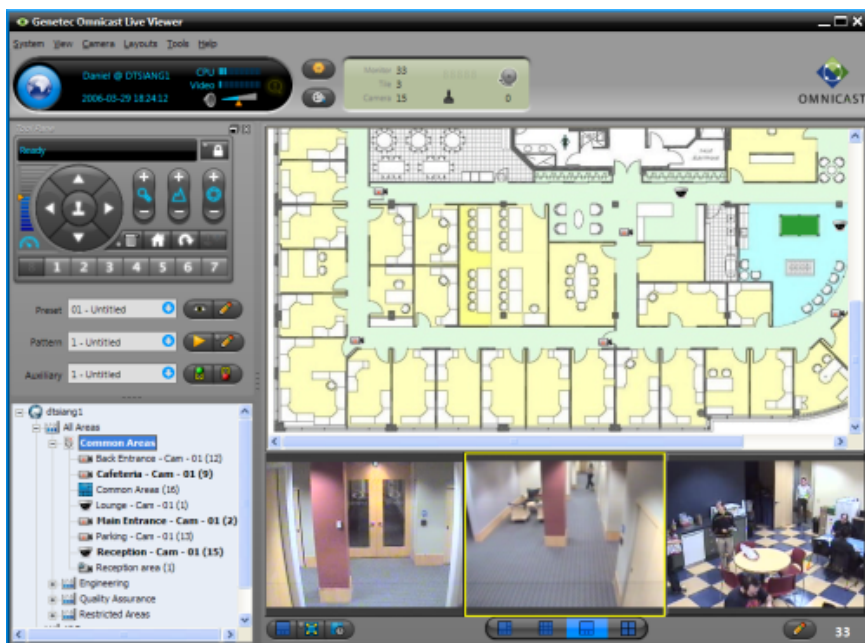 Genetec Omnicast Live Viewer
System View Camera Layouts Tools Help
Daniel @ DTSIANG1
CPU
Video
2006-03-29 18:24:12
Monitor 33
Tile 3
Camera 15
0
OMNICAST
Tool Pane
Ready
1 2 3 4 5 6 7
Preset 01 - Untitled
Pattern 1 - Untitled
Auxiliary 1 - Untitled
dtsiang1
All Areas
Common Areas
Back Entrance - Cam - 01 (12)
Cafeteria - Cam - 01 (9)
Common Areas (16)
Lounge - Cam - 01 (1)
Main Entrance - Cam - 01 (2)
Parking - Cam - 01 (13)
Reception - Cam - 01 (15)
Reception area (1)
Engineering
Quality Assurance
Restricted Areas
33